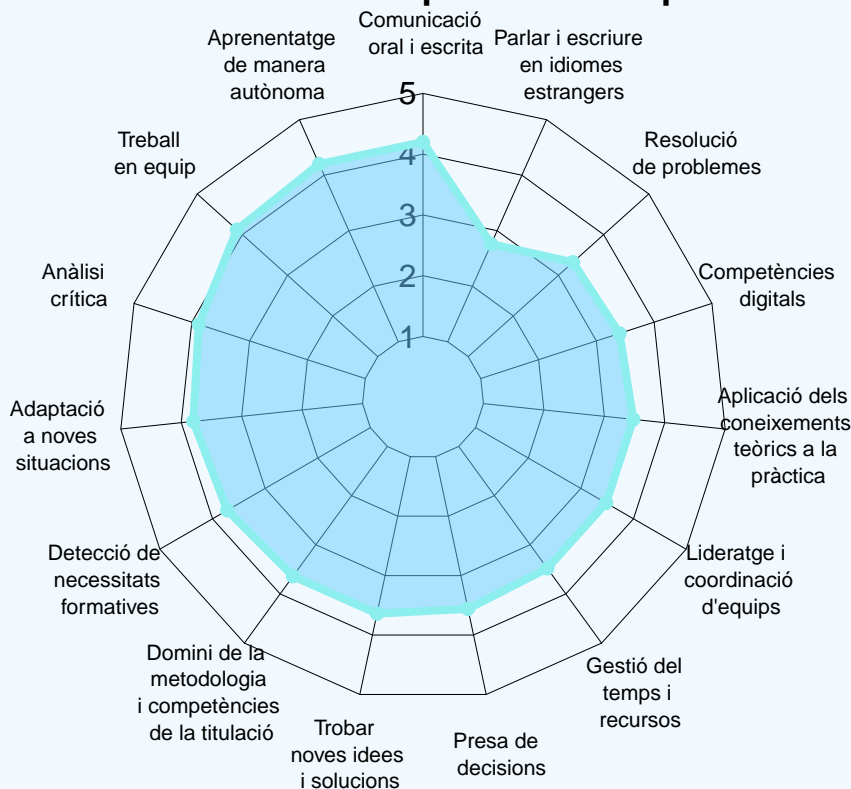 Comunicació
oral i escrita
Parlar i escriure
en idiomes
estrangers
Resolució
de problemes
Competències
digitals
Aplicació dels
coneixements
teòrics a la
pràctica
Lideratge i
coordinació
d'equips
Gestió del
temps i
recursos
Presa de
decisions
Trobar
noves idees
i solucions
Domini de la
metodologia
i competències
de la titulació
Detecció de
necessitats
formatives
Adaptació
a noves
situacions
Anàlisi
crítica
Treball
en equip
Aprenentatge
de manera
autònoma
5
4
3
2
1